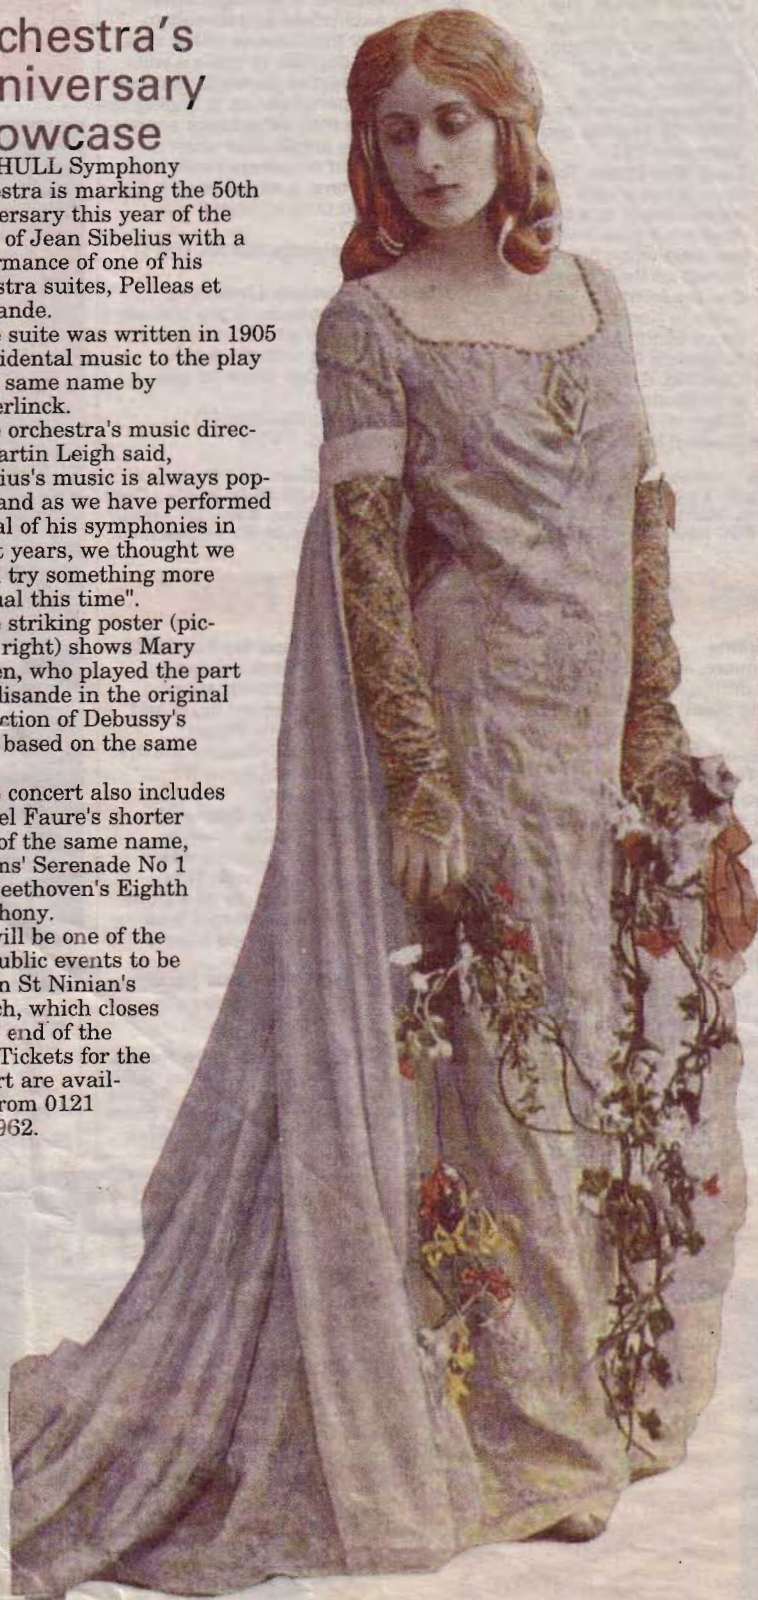 chestra's
niversary
owcase
HULL Symphony
estra is marking the 50th
ersary this year of the
of Jean Sibelius with a
rmance of one of his
stra suites, Pelleas et
ande.
e suite was written in 1905
idental music to the play
same name by
erlinck.
e orchestra's music direc-
artin Leigh said,
ius's music is always pop-
and as we have performed
al of his symphonies in
t years, we thought we
try something more
ual this time".
e striking poster (pic-
right) shows Mary
en, who played the part
lisande in the original
ction of Debussy's
based on the same
concert also includes
el Faure's shorter
of the same name,
ns' Serenade No 1
eethoven's Eighth
hony.
ill be one of the
ublic events to be
n St Ninian's
ch, which closes
end of the
Tickets for the
rt are avail-
rom 0121
962.